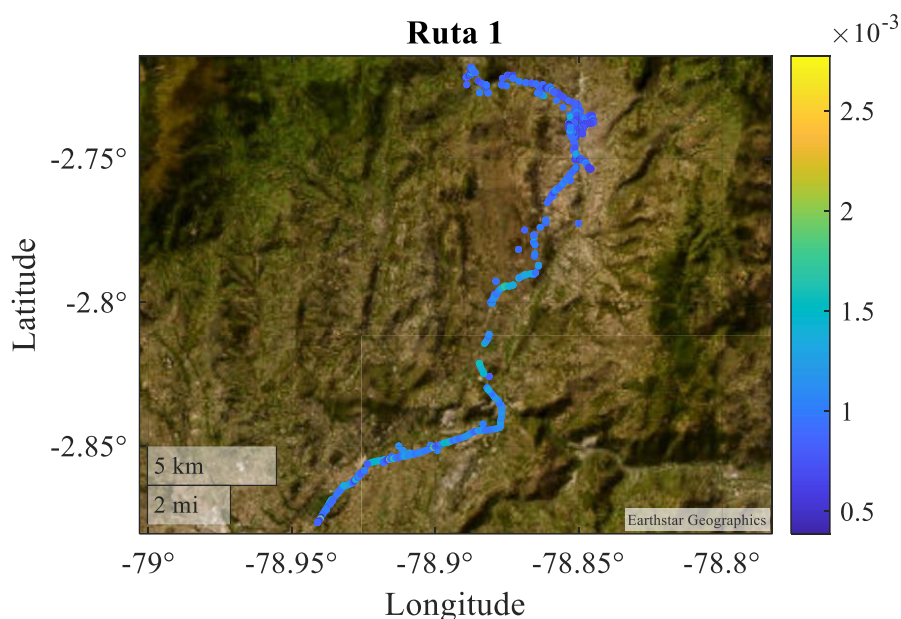 Ruta 1
×10⁻³
Latitude
-2.75°
-2.8°
-2.85°
5 km
2 mi
Earthstar Geographics
-79°
-78.95°
-78.9°
-78.85°
-78.8°
Longitude
2.5
2
1.5
1
0.5